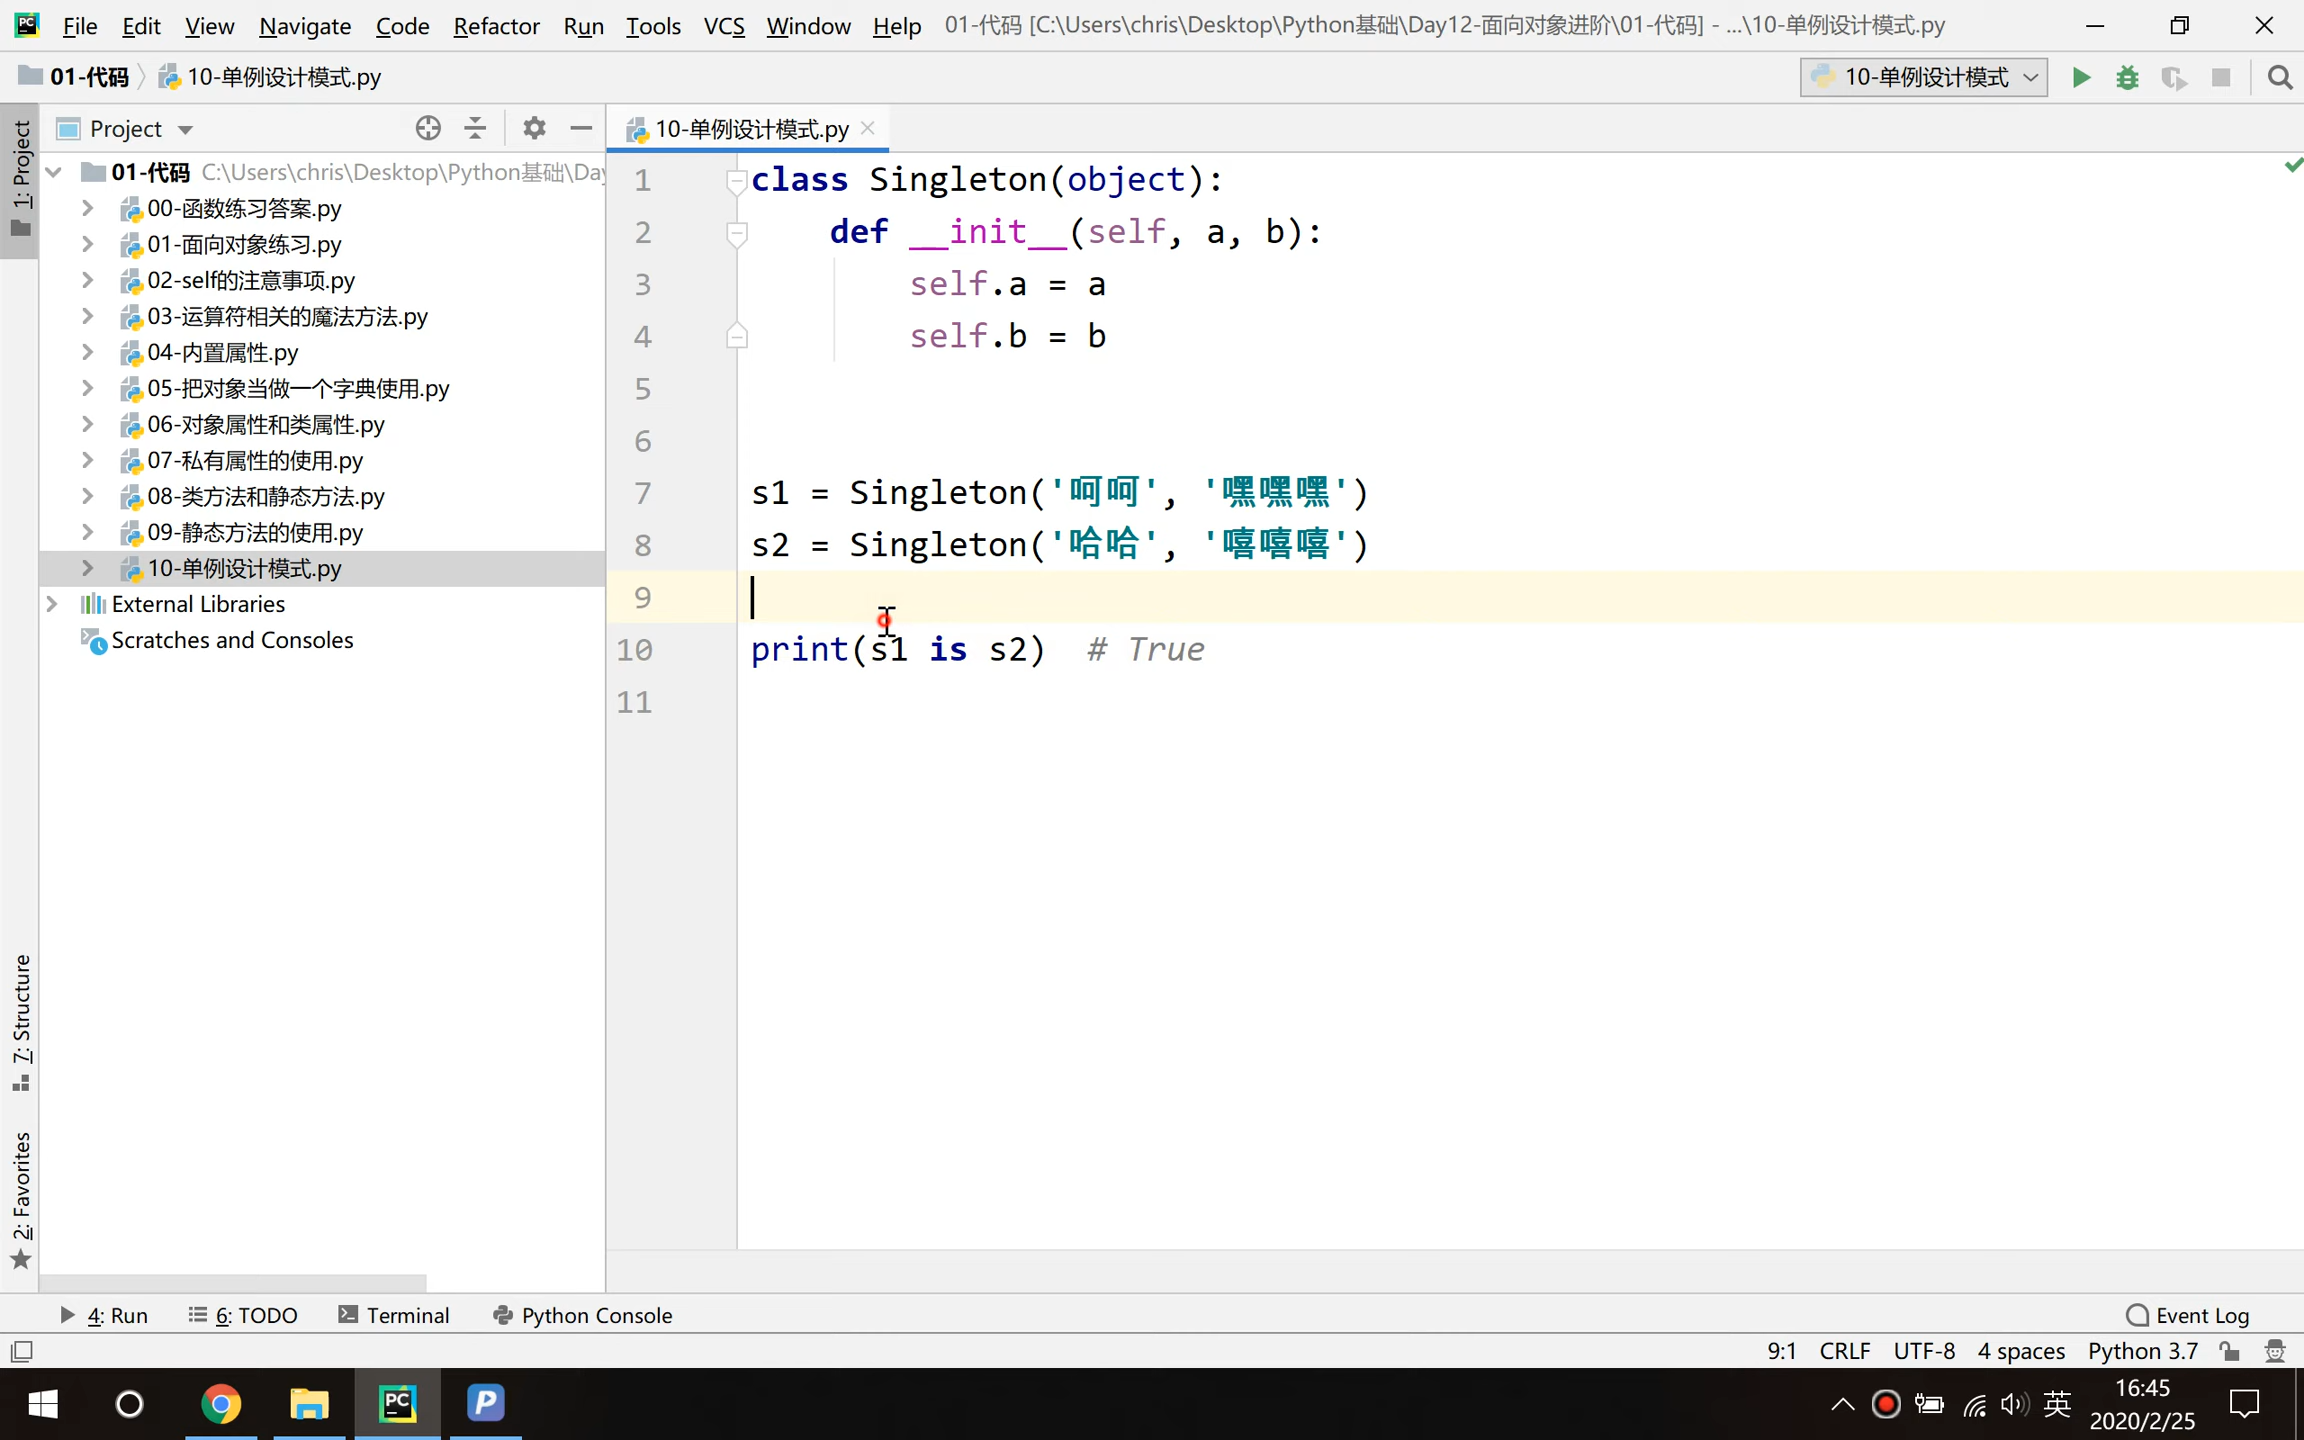 File Edit View Navigate Code Refactor Run Tools VCS Window Help 01-代码 [C:\Users\chris\Desktop\Python基础\Day12-面向对象进阶\01-代码] - ...\10-单例设计模式.py
01-代码 10-单例设计模式.py 10-单例设计模式
Project 10-单例设计模式.py
1: Project
01-代码 C:\Users\chris\Desktop\Python基础\Day
00-函数练习答案.py
01-面向对象练习.py
02-self的注意事项.py
03-运算符相关的魔法方法.py
04-内置属性.py
05-把对象当做一个字典使用.py
06-对象属性和类属性.py
07-私有属性的使用.py
08-类方法和静态方法.py
09-静态方法的使用.py
10-单例设计模式.py
External Libraries
Scratches and Consoles
7: Structure
2: Favorites
1 class Singleton(object):
2 def __init__(self, a, b):
3 self.a = a
4 self.b = b
5
6
7 s1 = Singleton('呵呵', '嘿嘿嘿')
8 s2 = Singleton('哈哈', '嘻嘻嘻')
9
10 print(s1 is s2) # True
11
4: Run 6: TODO Terminal Python Console Event Log
9:1 CRLF UTF-8 4 spaces Python 3.7
PC P 英 16:45
2020/2/25